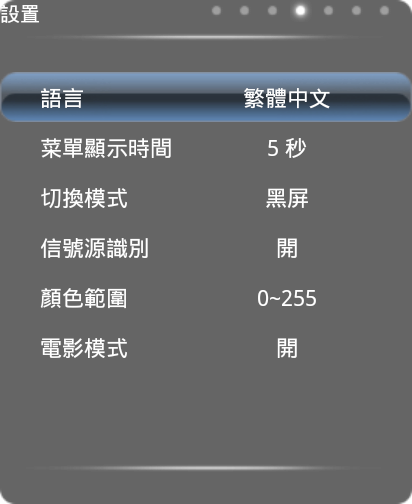 設置
語言 繁體中文
菜單顯示時間 5 秒
切換模式 黑屏
信號源識別 開
顏色範圍 0~255
電影模式 開